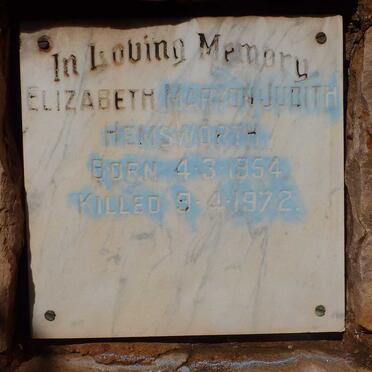 In Loving Memory
ELIZABETH MARION JUDITH
HEMSWORTH
BORN 4·3·1954
KILLED 9·4·1972.